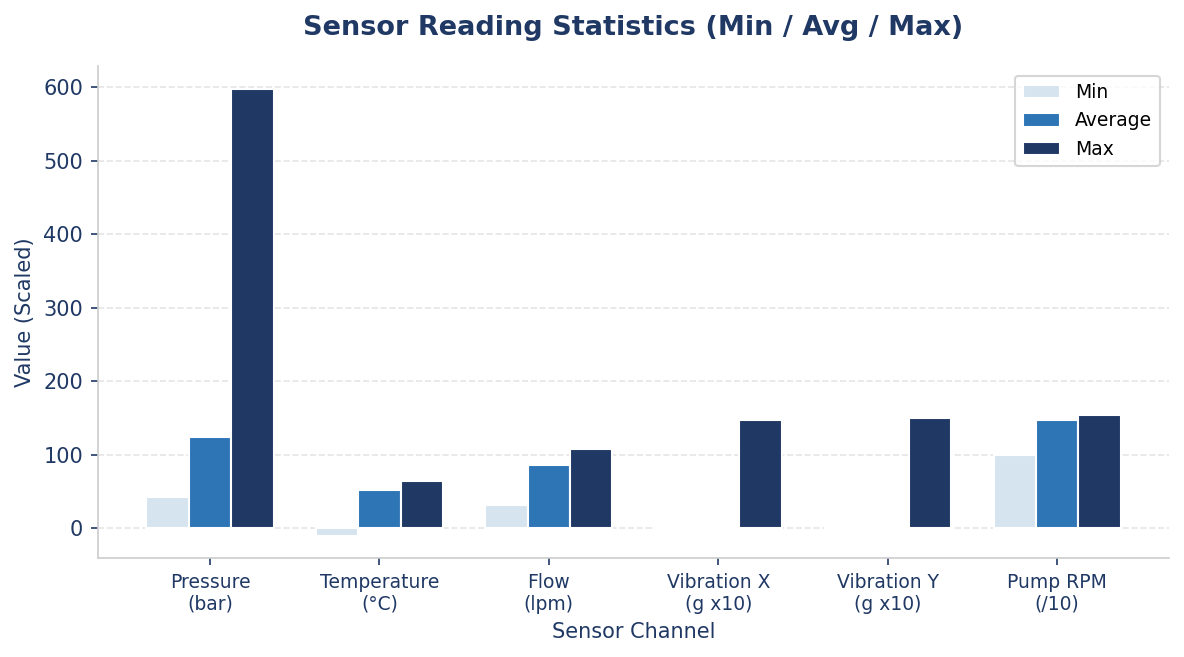 Sensor Reading Statistics (Min / Avg / Max)
Min
Average
Max
Value (Scaled)
600
500
400
300
200
100
0
Pressure
(bar)
Temperature
(°C)
Flow
(lpm)
Vibration X
(g x10)
Vibration Y
(g x10)
Pump RPM
(/10)
Sensor Channel